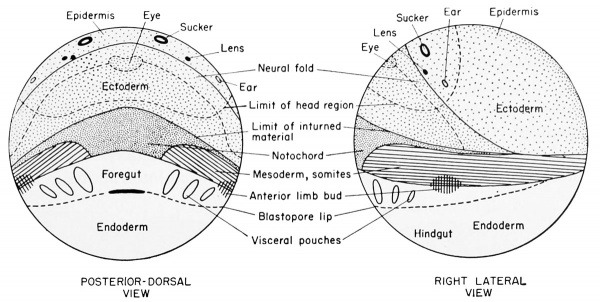 Epidermis
Eye
Sucker
Lens
Ear
Ectoderm
Foregut
Endoderm
Neural fold
Limit of head region
Limit of inturned
material
Notochord
Mesoderm, somites
Anterior limb bud
Blastopore lip
Visceral pouches
Sucker
Ear
Epidermis
Lens
Eye
Ectoderm
Endoderm
Hindgut
POSTERIOR-DORSAL
VIEW
RIGHT LATERAL
VIEW